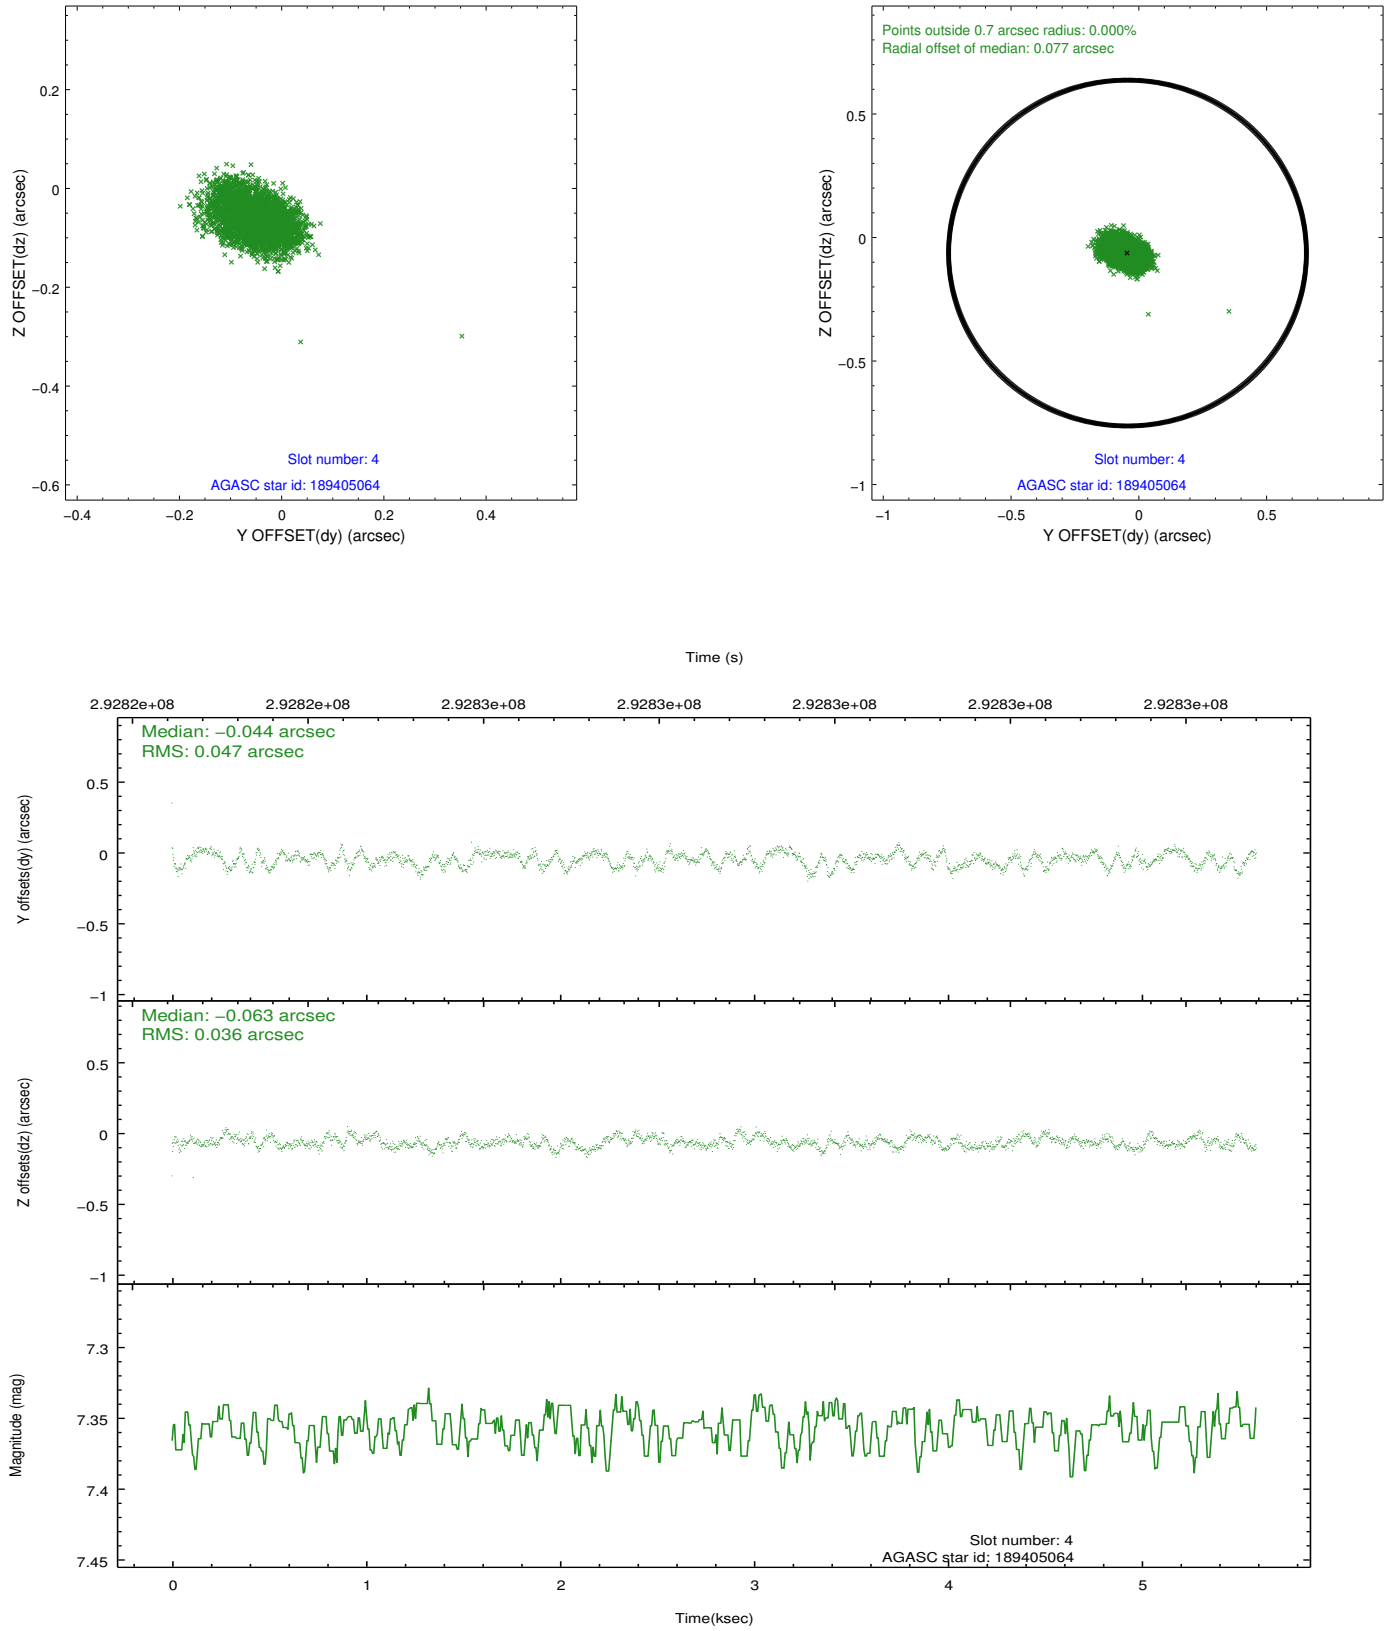 0.2
0
−0.2
−0.4
−0.6
Z OFFSET(dz) (arcsec)
Slot number: 4
AGASC star id: 189405064
−0.4
−0.2
0
0.2
0.4
Y OFFSET(dy) (arcsec)
Points outside 0.7 arcsec radius: 0.000%
Radial offset of median: 0.077 arcsec
0.5
0
−0.5
−1
Z OFFSET(dz) (arcsec)
Slot number: 4
AGASC star id: 189405064
−1
−0.5
0
0.5
Y OFFSET(dy) (arcsec)
Time (s)
2.9282e+08
2.9282e+08
2.9283e+08
2.9283e+08
2.9283e+08
2.9283e+08
2.9283e+08
Median: −0.044 arcsec
RMS: 0.047 arcsec
0.5
0
−0.5
−1
Y offsets(dy) (arcsec)
Median: −0.063 arcsec
RMS: 0.036 arcsec
0.5
0
−0.5
−1
Z offsets(dz) (arcsec)
7.3
7.35
7.4
7.45
Magnitude (mag)
Slot number: 4
AGASC star id: 189405064
0
1
2
3
4
5
Time(ksec)